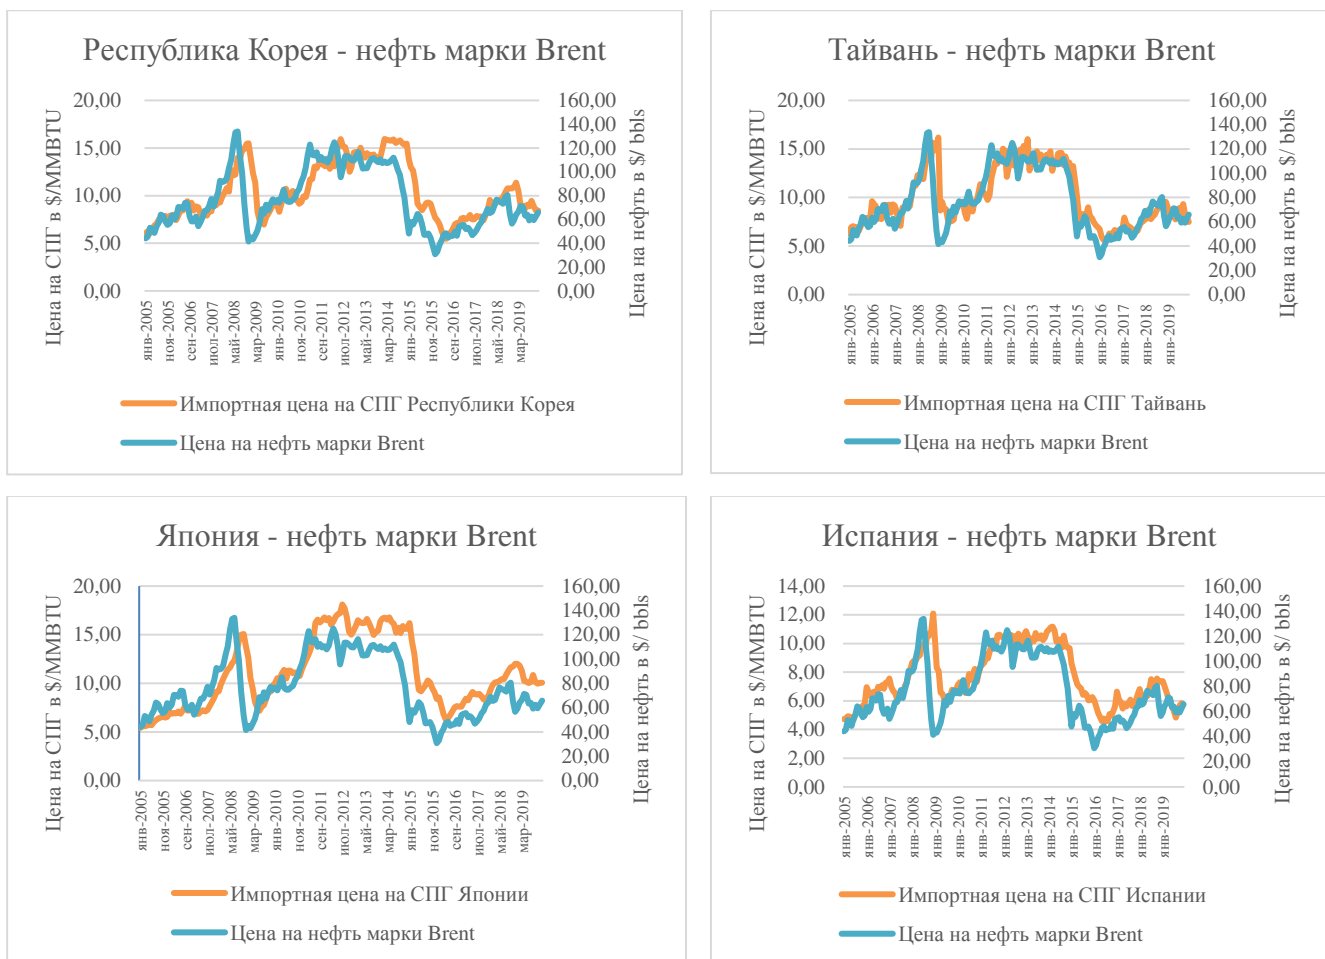 Республика Корея - нефть марки Brent
Цена на СПГ в $/MMBTU
20,00
15,00
10,00
5,00
0,00
160,00
140,00
120,00
100,00
80,00
60,00
40,00
20,00
0,00
Цена на нефть в $/ bbls
янв-2005
ноя-2005
сен-2006
июл-2007
май-2008
мар-2009
янв-2010
ноя-2010
сен-2011
июл-2012
май-2013
мар-2014
янв-2015
ноя-2015
сен-2016
июл-2017
май-2018
мар-2019
Импортная цена на СПГ Республики Корея
Цена на нефть марки Brent
Тайвань - нефть марки Brent
Цена на СПГ в $/MMBTU
20,00
15,00
10,00
5,00
0,00
160,00
140,00
120,00
100,00
80,00
60,00
40,00
20,00
0,00
Цена на нефть в $/ bbls
янв-2005
янв-2006
янв-2007
янв-2008
янв-2009
янв-2010
янв-2011
янв-2012
янв-2013
янв-2014
янв-2015
янв-2016
янв-2017
янв-2018
янв-2019
Импортная цена на СПГ Тайвань
Цена на нефть марки Brent
Япония - нефть марки Brent
Цена на СПГ в $/MMBTU
20,00
15,00
10,00
5,00
0,00
160,00
140,00
120,00
100,00
80,00
60,00
40,00
20,00
0,00
Цена на нефть в $/ bbls
янв-2005
ноя-2005
сен-2006
июл-2007
май-2008
мар-2009
янв-2010
ноя-2010
сен-2011
июл-2012
май-2013
мар-2014
янв-2015
ноя-2015
сен-2016
июл-2017
май-2018
мар-2019
Импортная цена на СПГ Японии
Цена на нефть марки Brent
Испания - нефть марки Brent
Цена на СПГ в $/MMBTU
14,00
12,00
10,00
8,00
6,00
4,00
2,00
0,00
160,00
140,00
120,00
100,00
80,00
60,00
40,00
20,00
0,00
Цена на нефть в $/ bbls
янв-2005
янв-2006
янв-2007
янв-2008
янв-2009
янв-2010
янв-2011
янв-2012
янв-2013
янв-2014
янв-2015
янв-2016
янв-2017
янв-2018
янв-2019
Импортная цена на СПГ Испании
Цена на нефть марки Brent